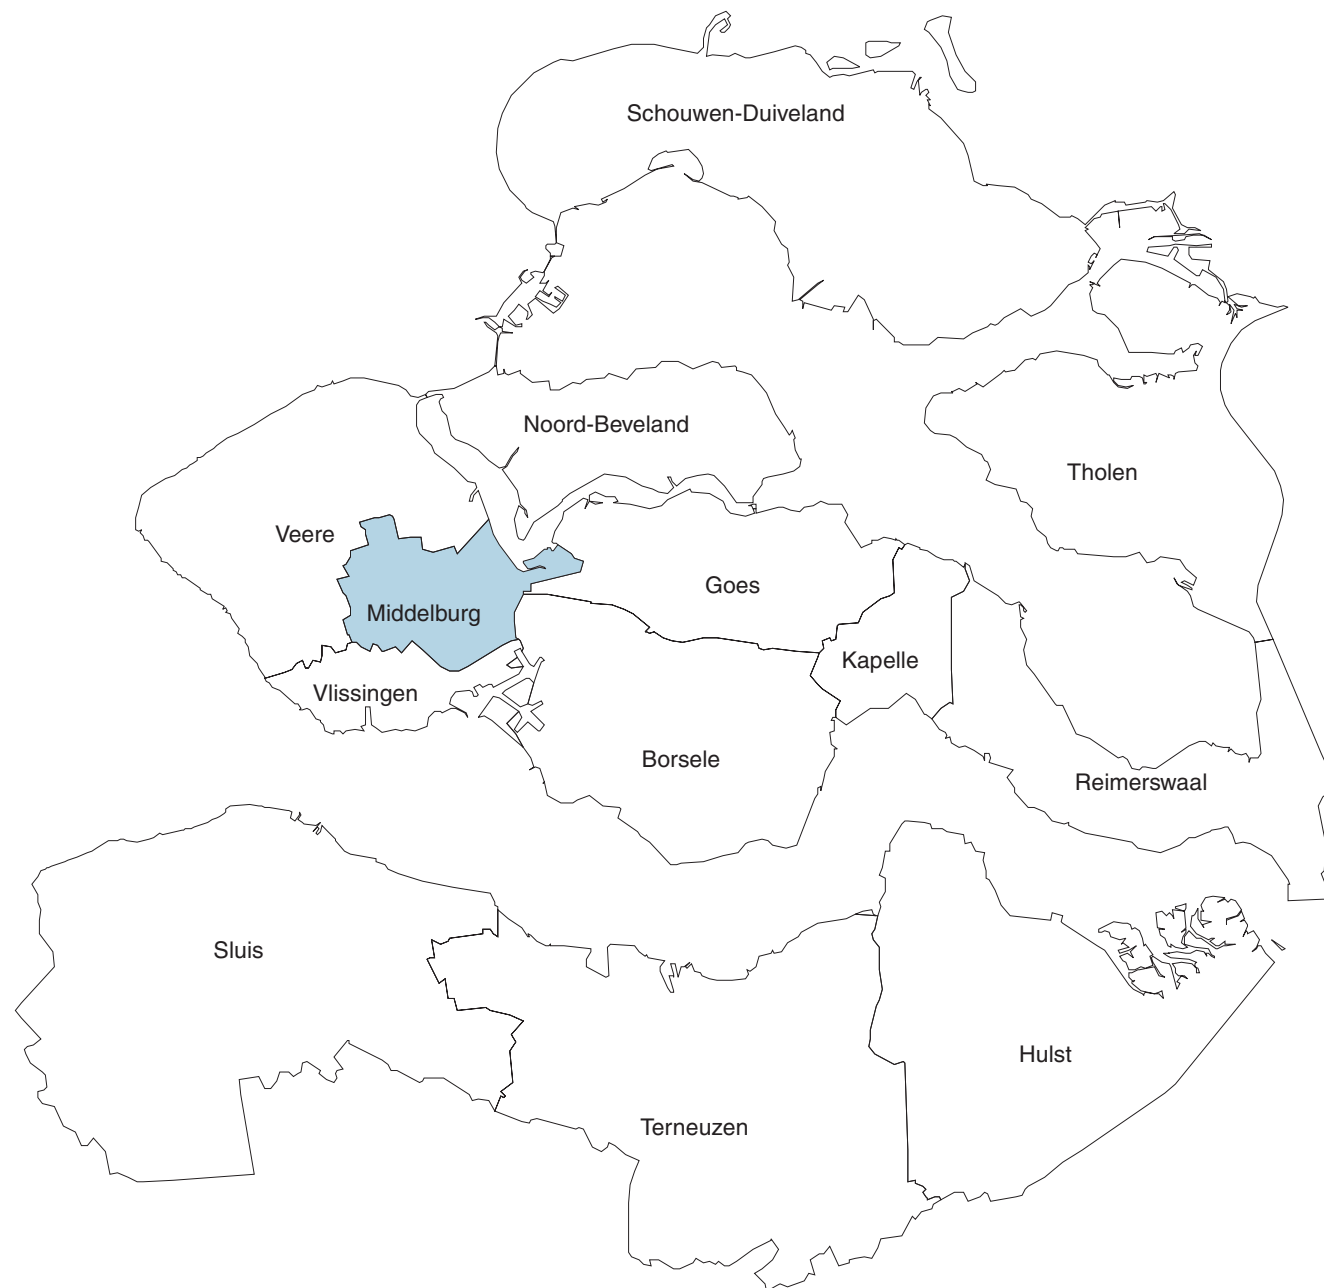 Schouwen-Duiveland
Noord-Beveland
Tholen
Veere
Goes
Middelburg
Kapelle
Vlissingen
Borsele
Reimerswaal
Sluis
Hulst
Terneuzen